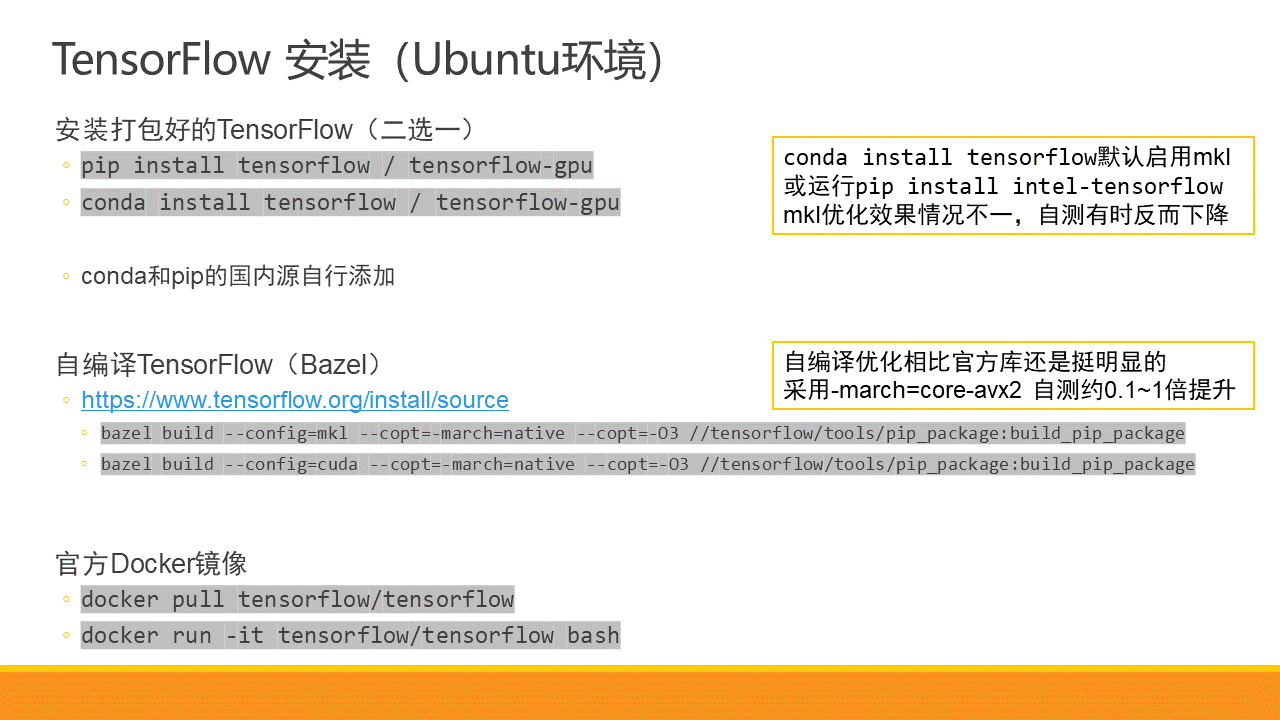 TensorFlow 安装（Ubuntu环境）
安装打包好的TensorFlow（二选一）
pip install tensorflow / tensorflow-gpu
conda install tensorflow / tensorflow-gpu
conda和pip的国内源自行添加
conda install tensorflow默认启用mkl
或运行pip install intel-tensorflow
mkl优化效果情况不一，自测有时反而下降
自编译TensorFlow（Bazel）
https://www.tensorflow.org/install/source
bazel build --config=mkl --copt=-march=native --copt=-O3 //tensorflow/tools/pip_package:build_pip_package
bazel build --config=cuda --copt=-march=native --copt=-O3 //tensorflow/tools/pip_package:build_pip_package
自编译优化相比官方库还是挺明显的
采用-march=core-avx2 自测约0.1~1倍提升
官方Docker镜像
docker pull tensorflow/tensorflow
docker run -it tensorflow/tensorflow bash